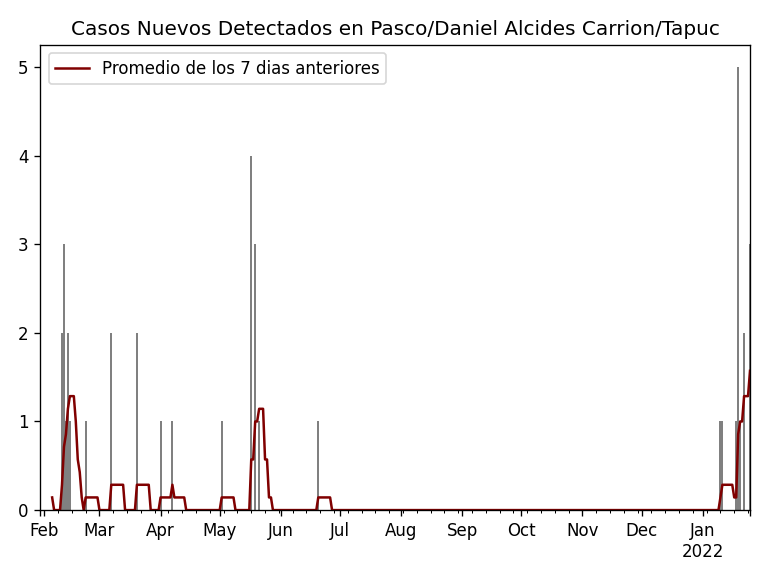 Casos Nuevos Detectados en Pasco/Daniel Alcides Carrion/Tapuc
Promedio de los 7 dias anteriores
5
4
3
2
1
0
Feb Mar Apr May Jun Jul Aug Sep Oct Nov Dec Jan
2022